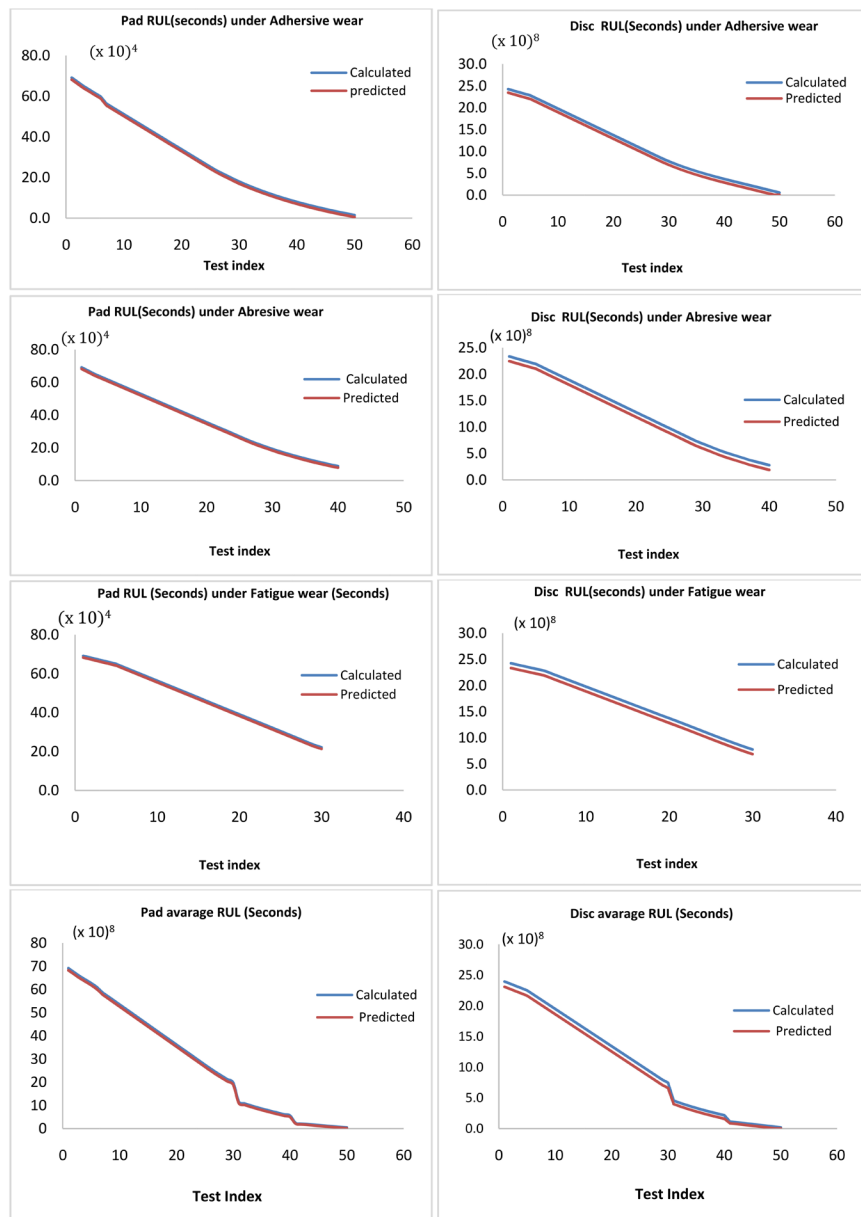 Pad RUL(seconds) under Adhersive wear
(x 10)⁴
80.0
60.0
40.0
20.0
0.0
Calculated
predicted
0 10 20 30 40 50 60
Test index
Disc RUL(Seconds) under Adhersive wear
(x 10)⁸
30.0
25.0
20.0
15.0
10.0
5.0
0.0
Calculated
Predicted
0 10 20 30 40 50 60
Test index
Pad RUL(Seconds) under Abresive wear
(x 10)⁴
80.0
60.0
40.0
20.0
0.0
Calculated
Predicted
0 10 20 30 40 50
Test index
Disc RUL(Seconds) under Abresive wear
(x 10)⁸
25.0
20.0
15.0
10.0
5.0
0.0
Calculated
Predicted
0 10 20 30 40 50
Test index
Pad RUL (Seconds) under Fatigue wear (Seconds)
(x 10)⁴
80.0
60.0
40.0
20.0
0.0
Calculated
Predicted
0 10 20 30 40
Test index
Disc RUL(seconds) under Fatigue wear
(x 10)⁸
30.0
25.0
20.0
15.0
10.0
5.0
0.0
Calculated
Predicted
0 10 20 30 40
Test index
Pad avarage RUL (Seconds)
(x 10)⁸
80
70
60
50
40
30
20
10
0
Calculated
Predicted
0 10 20 30 40 50 60
Test Index
Disc avarage RUL (Seconds)
(x 10)⁸
30.0
25.0
20.0
15.0
10.0
5.0
0.0
Calculated
Predicted
0 10 20 30 40 50 60
Test Index